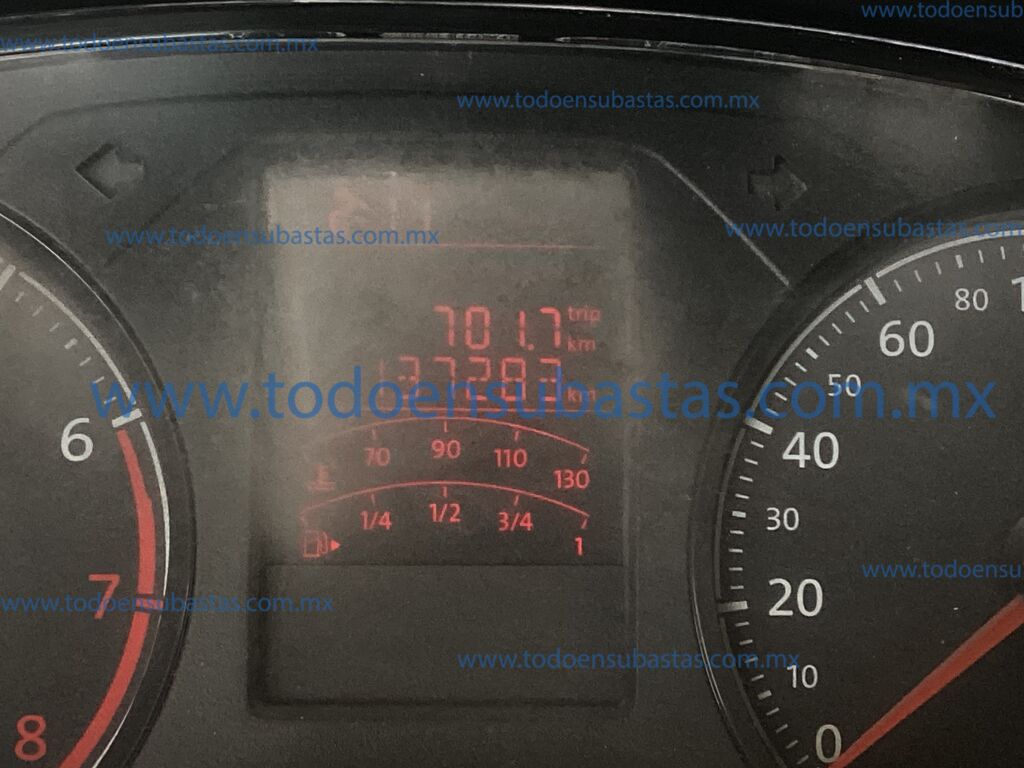 www.todoensubastas.com.mx
www.todoensubastas.com.mx
www.todoensubastas.com.mx
www.todoensubastas.com.mx
www.todoensubastas.com.mx
701.7 trip km
137283 km
www.todoensubastas.com.mx
70 90 110 130
1/4 1/2 3/4 1
6
7
8
80
60
50
40
30
20
10
0
www.todoensubastas.com.mx
www.todoensubastas.com.mx
www.todoensubastas.com.mx